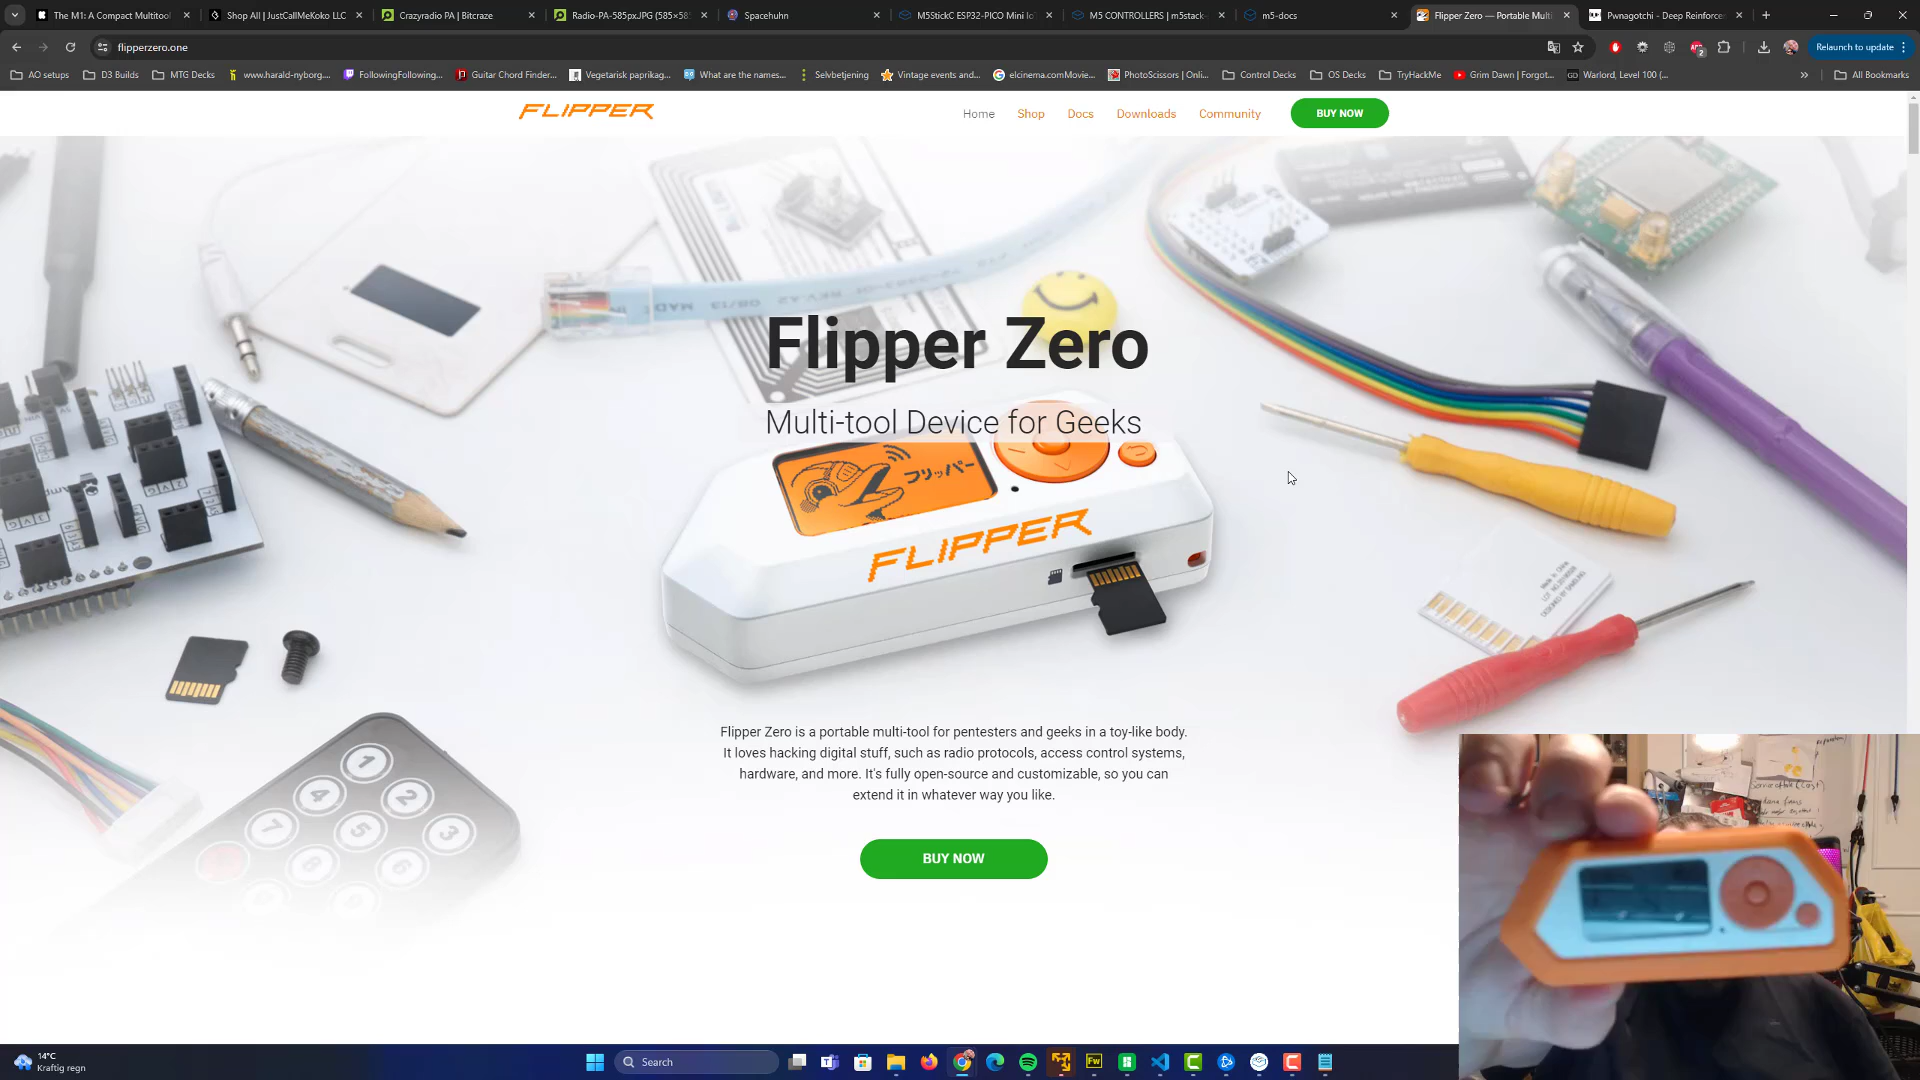 The M1: A Compact Multitool
Shop All | JustCallMeKoko LLC
Crazyradio PA | Bitcraze
Radio-PA-585px.JPG (585×58
Spacehuhn
M5StickC ESP32-PICO Mini Io
M5 CONTROLLERS | m5stack-
m5-docs
Flipper Zero — Portable Multi
Pwnagotchi - Deep Reinforce
flipperzero.one
Relaunch to update
AO setups
D3 Builds
MTG Decks
www.harald-nyborg....
FollowingFollowing...
Guitar Chord Finder...
Vegetarisk paprikag...
What are the names...
Selvbetjening
Vintage events and...
elcinema.comMovie...
PhotoScissors | Onli...
Control Decks
OS Decks
TryHackMe
Grim Dawn | Forgot...
Warlord, Level 100 (...
All Bookmarks
FLIPPER
Home
Shop
Docs
Downloads
Community
BUY NOW
Flipper Zero
Multi-tool Device for Geeks
フリッパー
FLIPPER
Flipper Zero is a portable multi-tool for pentesters and geeks in a toy-like body.
It loves hacking digital stuff, such as radio protocols, access control systems,
hardware, and more. It's fully open-source and customizable, so you can
extend it in whatever way you like.
BUY NOW
14°C
Kraftig regn
Search